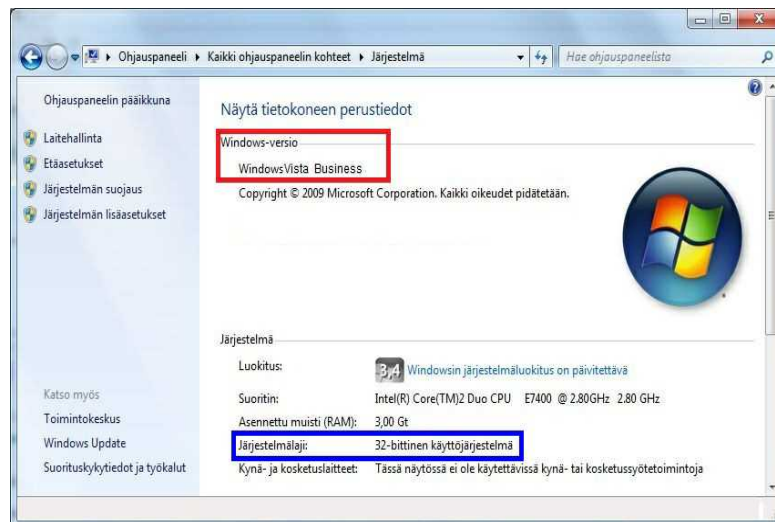 Ohjauspaneeli ▸ Kaikki ohjauspaneelin kohteet ▸ Järjestelmä
Hae ohjauspaneelista
Ohjauspaneelin pääikkuna
Laitehallinta
Etäasetukset
Järjestelmän suojaus
Järjestelmän lisäasetukset
Katso myös
Toimintokeskus
Windows Update
Suorituskykytiedot ja työkalut
Näytä tietokoneen perustiedot
Windows-versio
WindowsVista Business
Copyright © 2009 Microsoft Corporation. Kaikki oikeudet pidätetään.
Järjestelmä
Luokitus: 3,4 Windowsin järjestelmäluokitus on päivitettävä
Suoritin: Intel(R) Core(TM)2 Duo CPU E7400 @ 2.80GHz 2.80 GHz
Asennettu muisti (RAM): 3,00 Gt
Järjestelmälaji: 32-bittinen käyttöjärjestelmä
Kynä- ja kosketuslaitteet: Tässä näytössä ei ole käytettävissä kynä- tai kosketussyötetoimintoja